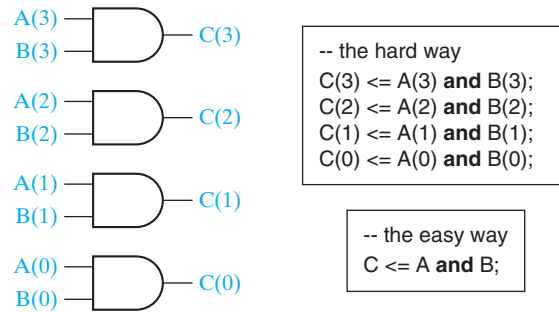 A(3)
B(3)
C(3)
A(2)
B(2)
C(2)
A(1)
B(1)
C(1)
A(0)
B(0)
C(0)
-- the hard way
C(3) <= A(3) and B(3);
C(2) <= A(2) and B(2);
C(1) <= A(1) and B(1);
C(0) <= A(0) and B(0);
-- the easy way
C <= A and B;